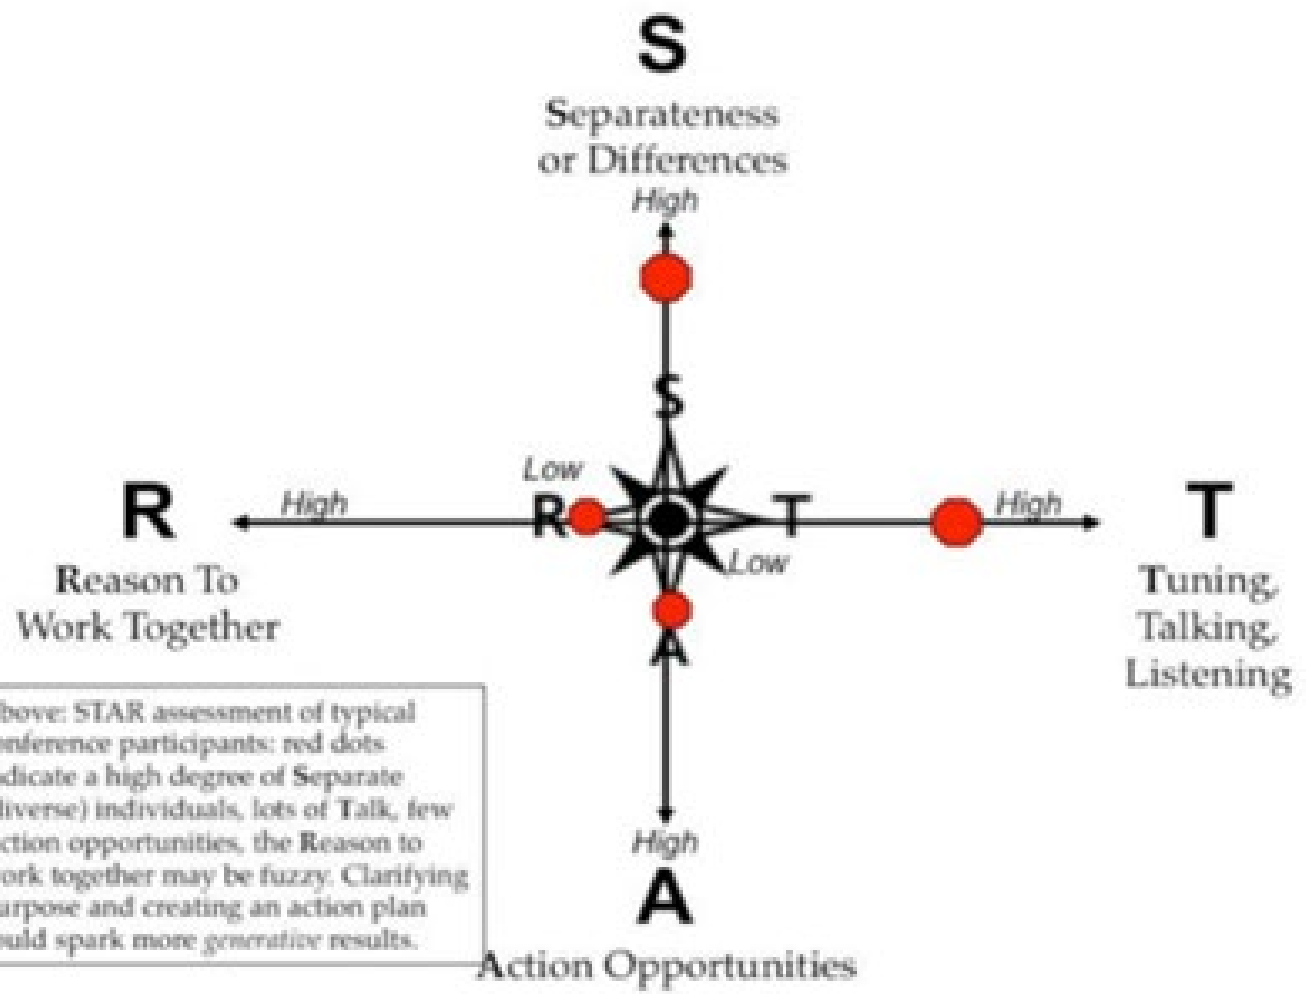 S
Separateness
or Differences
High
S
Low
R
High
R
T
High
T
Low
Reason To
Work Together
Tuning,
Talking,
Listening
A
bove: STAR assessment of typical
onference participants: red dots
dicate a high degree of Separate
diverse) individuals, lots of Talk, few
ction opportunities, the Reason to
ork together may be fuzzy. Clarifying
urpose and creating an action plan
ould spark more generative results.
High
A
Action Opportunities